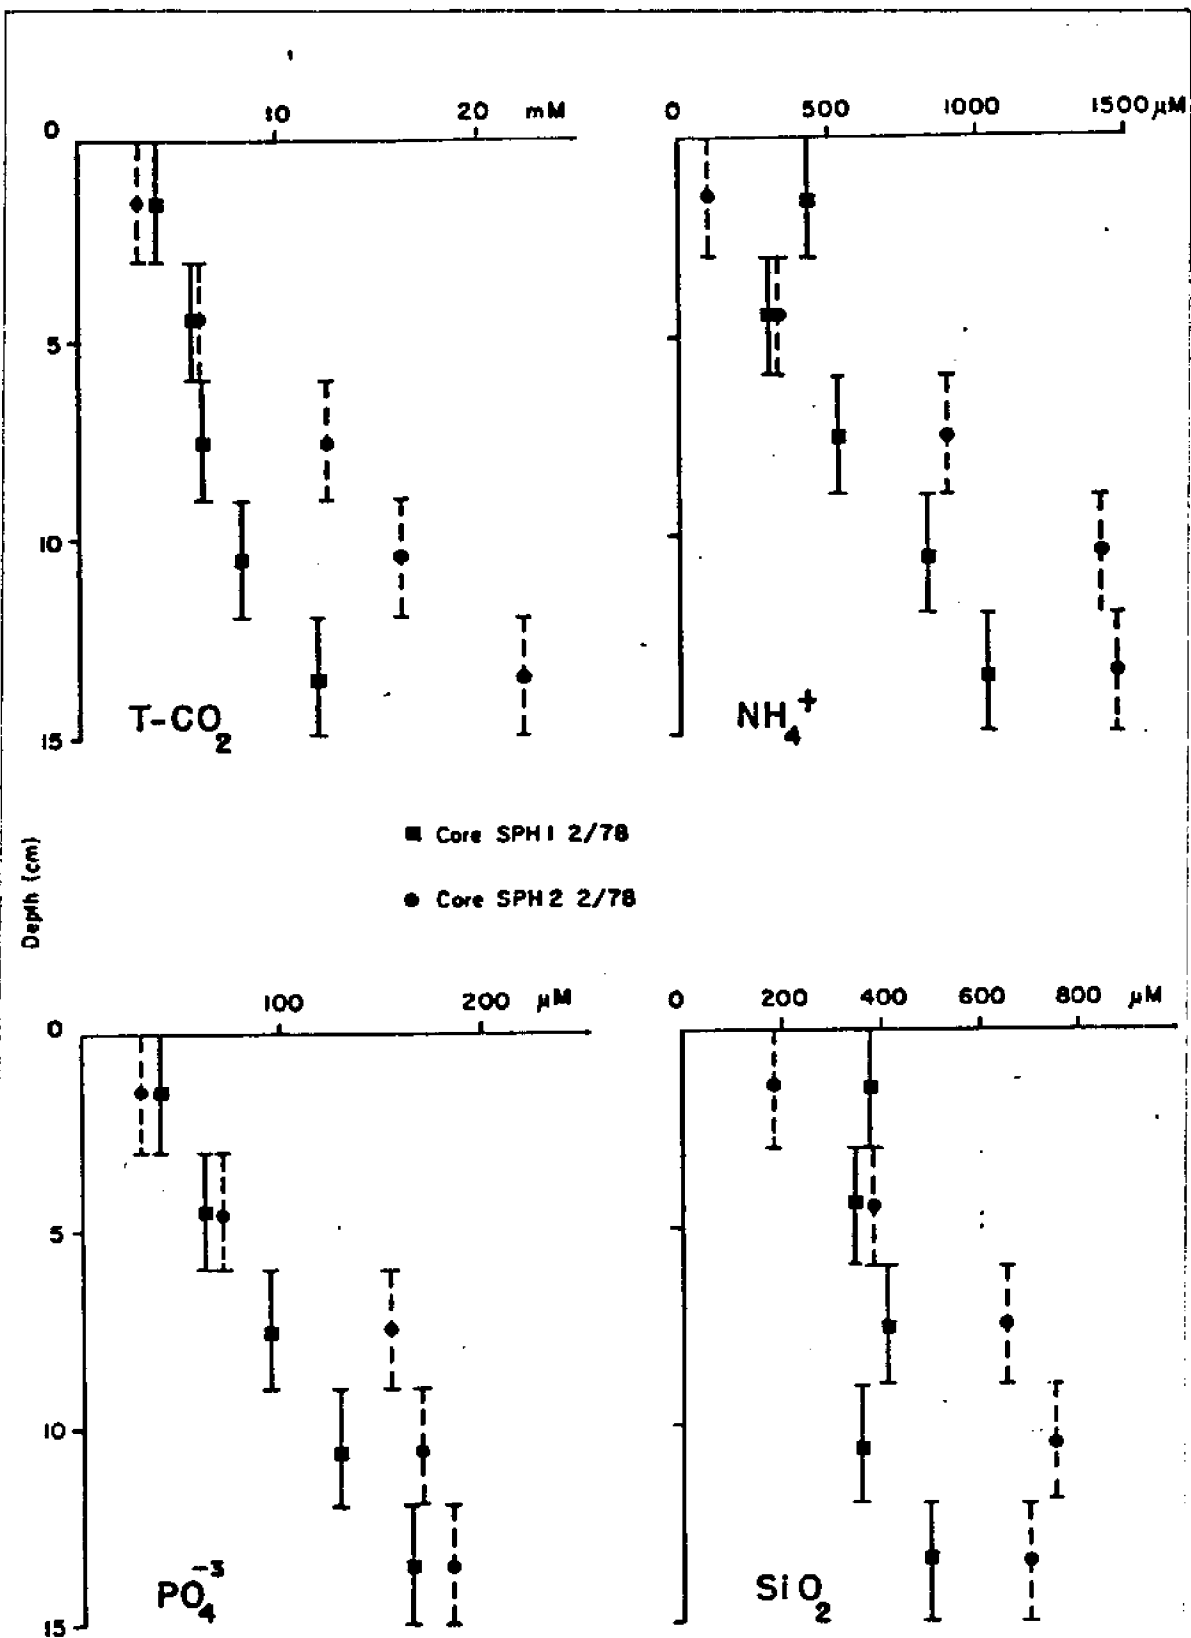 10 20 mM
0
5
10
15
T-CO2
0 500 1000 1500 μM
NH4+
■ Core SPH1 2/78
● Core SPH2 2/78
Depth (cm)
100 200 μM
0
5
10
15
PO4-3
0 200 400 600 800 μM
SiO2